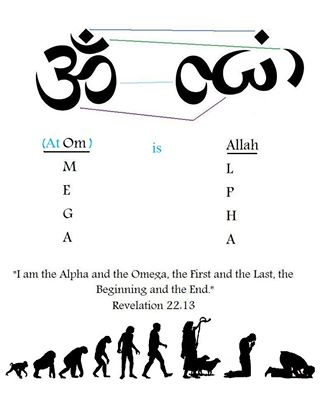 ॐ
(At Om) is Allah
M L
E P
G H
A A
"I am the Alpha and the Omega, the First and the Last, the
Beginning and the End."
Revelation 22.13